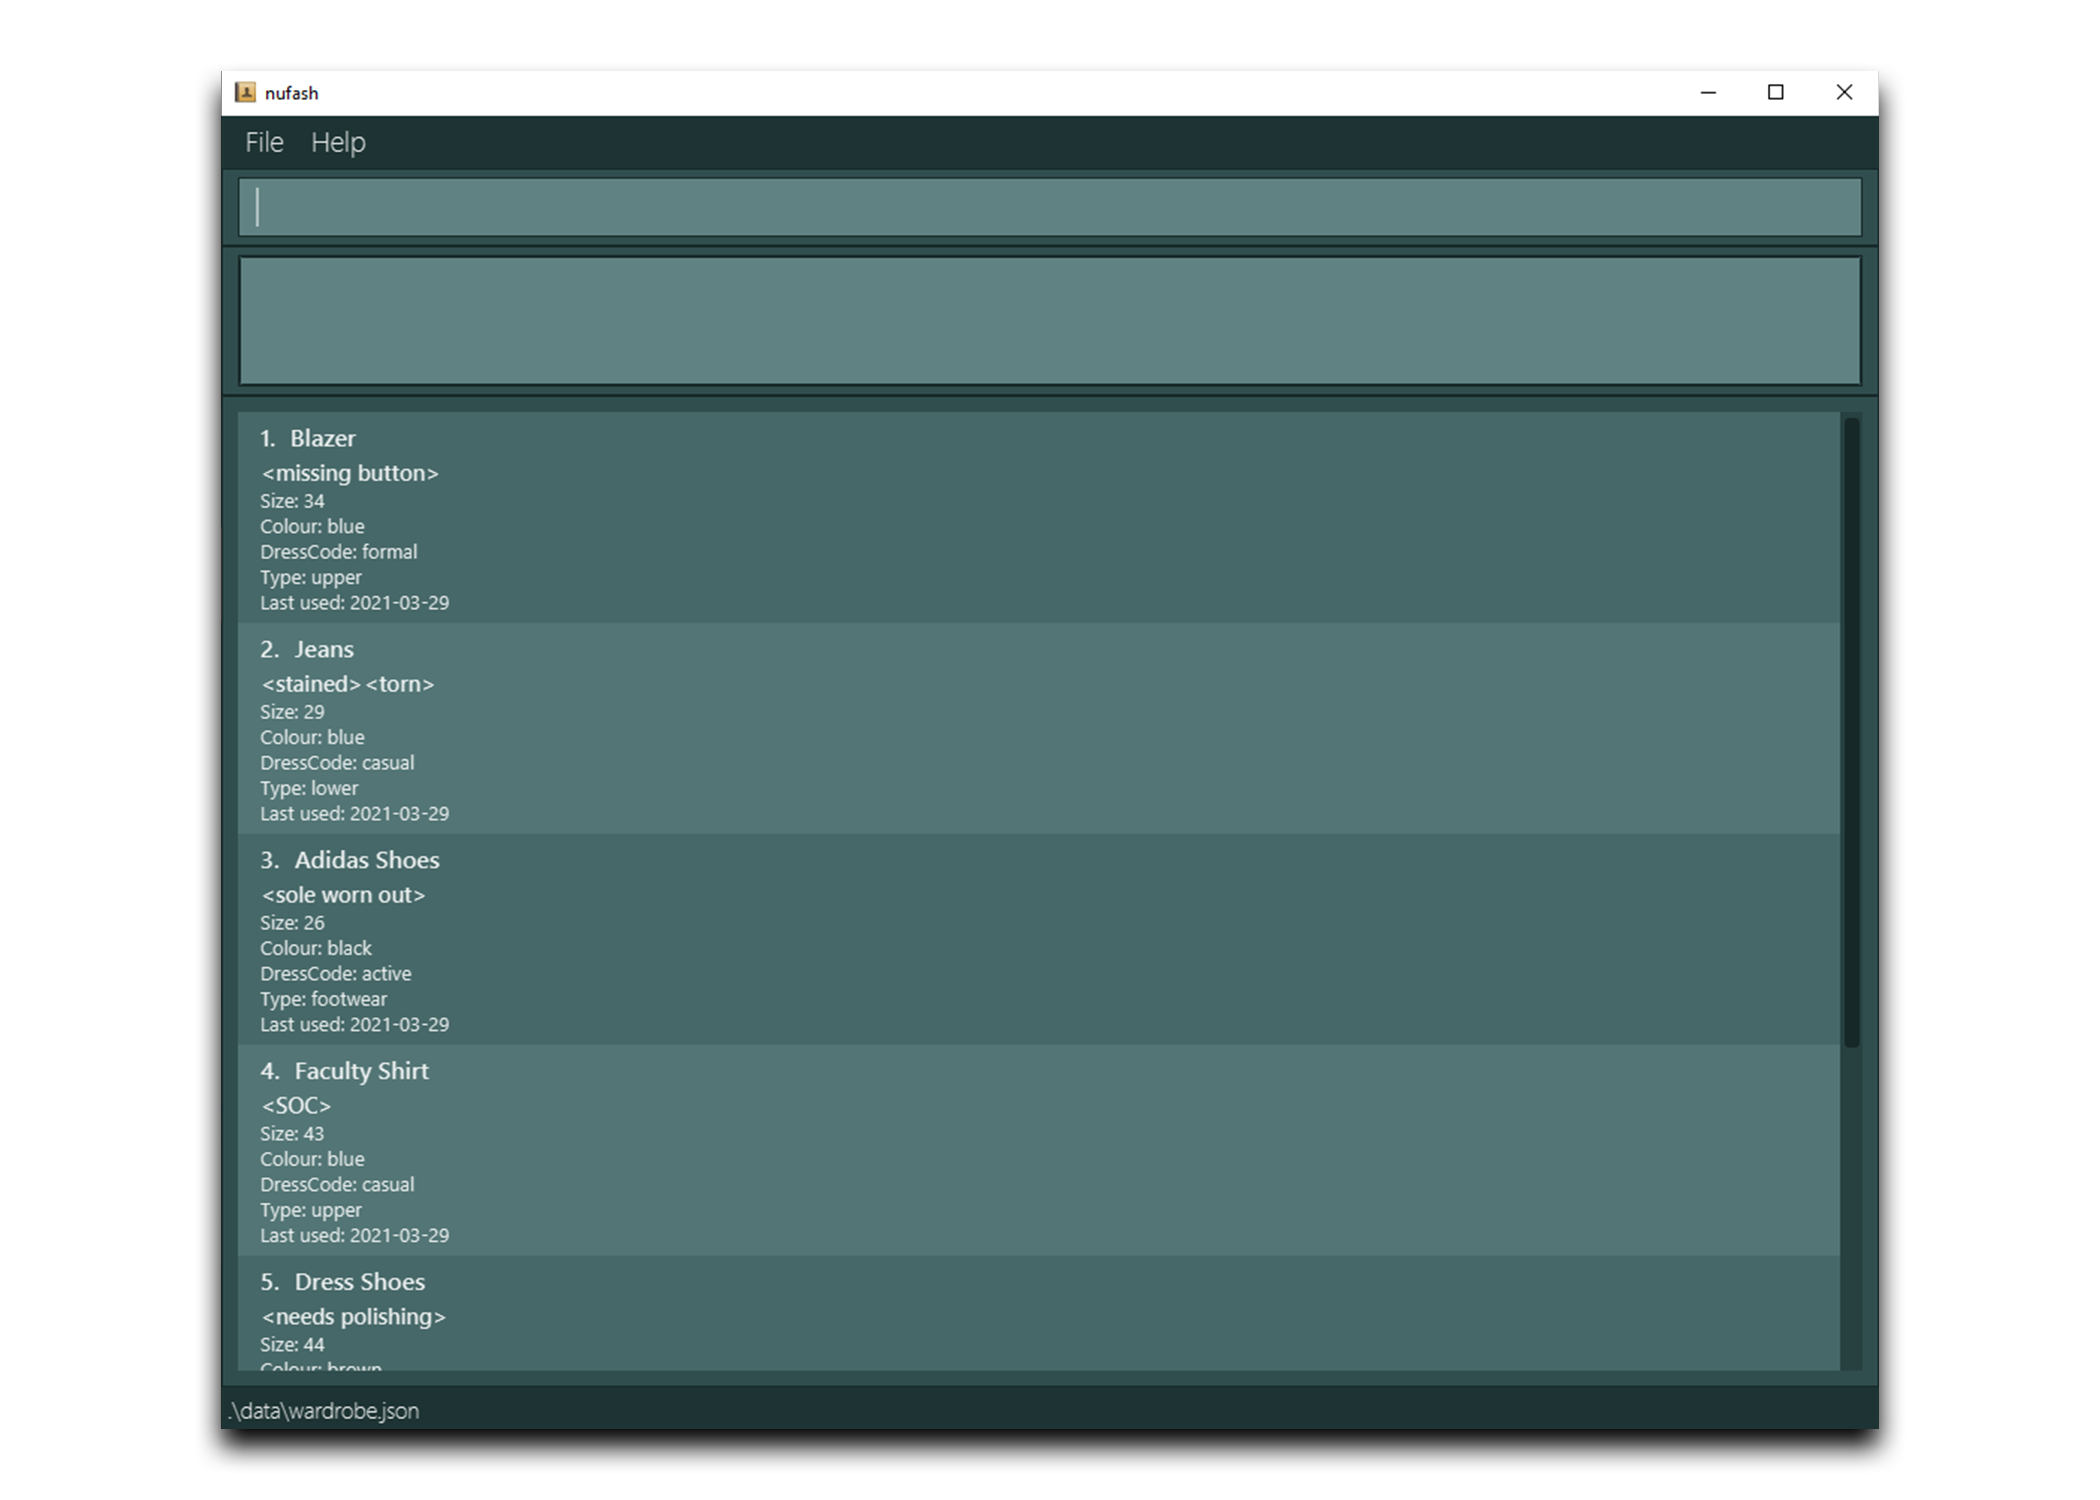 nufash
File Help
1. Blazer
<missing button>
Size: 34
Colour: blue
DressCode: formal
Type: upper
Last used: 2021-03-29
2. Jeans
<stained> <torn>
Size: 29
Colour: blue
DressCode: casual
Type: lower
Last used: 2021-03-29
3. Adidas Shoes
<sole worn out>
Size: 26
Colour: black
DressCode: active
Type: footwear
Last used: 2021-03-29
4. Faculty Shirt
<SOC>
Size: 43
Colour: blue
DressCode: casual
Type: upper
Last used: 2021-03-29
5. Dress Shoes
<needs polishing>
Size: 44
Colour: brown
.\data\wardrobe.json